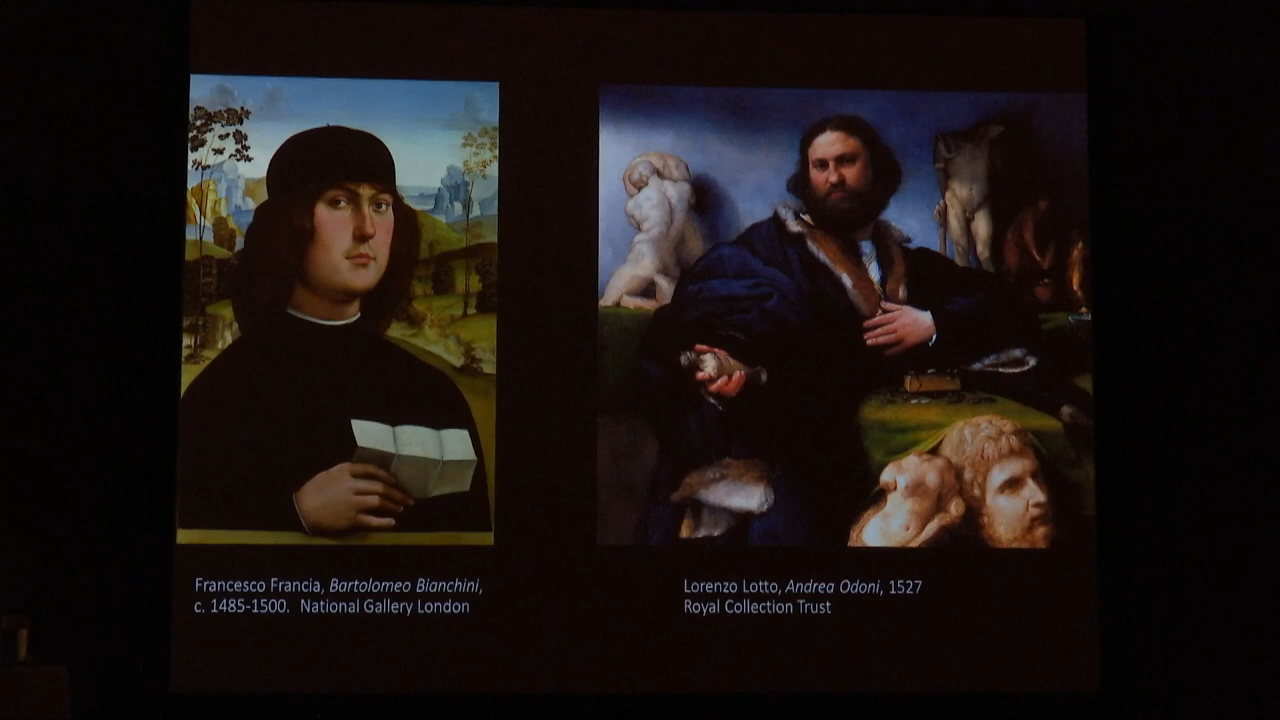 Francesco Francia, Bartolomeo Bianchini,
c. 1485-1500. National Gallery London
Lorenzo Lotto, Andrea Odoni, 1527
Royal Collection Trust